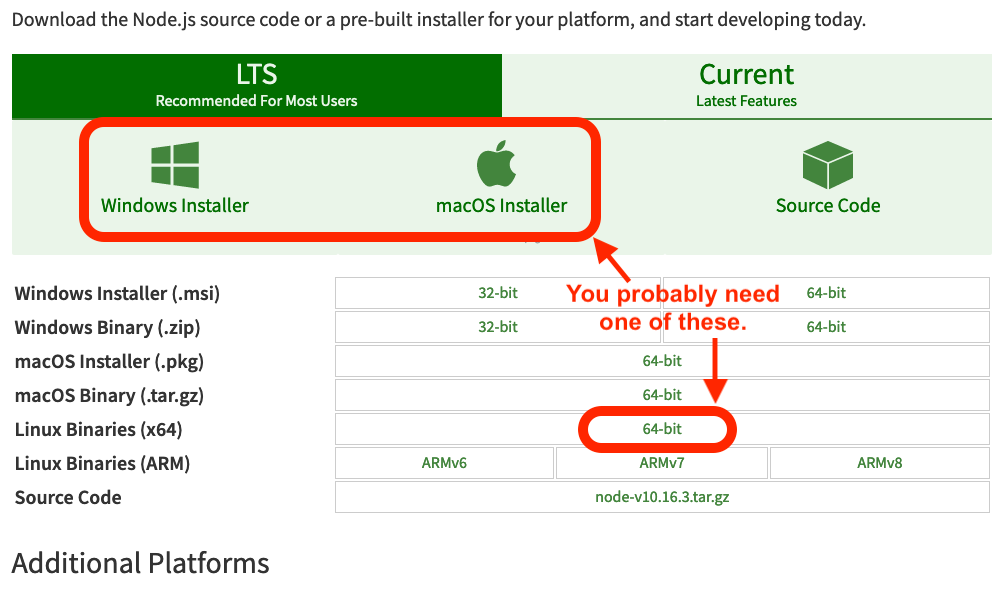 Download the Node.js source code or a pre-built installer for your platform, and start developing today.
LTS
Recommended For Most Users
Current
Latest Features
Windows Installer
macOS Installer
Source Code
Windows Installer (.msi)
32-bit
64-bit
You probably need
one of these.
Windows Binary (.zip)
32-bit
64-bit
macOS Installer (.pkg)
64-bit
macOS Binary (.tar.gz)
64-bit
Linux Binaries (x64)
64-bit
Linux Binaries (ARM)
ARMv6
ARMv7
ARMv8
Source Code
node-v10.16.3.tar.gz
Additional Platforms